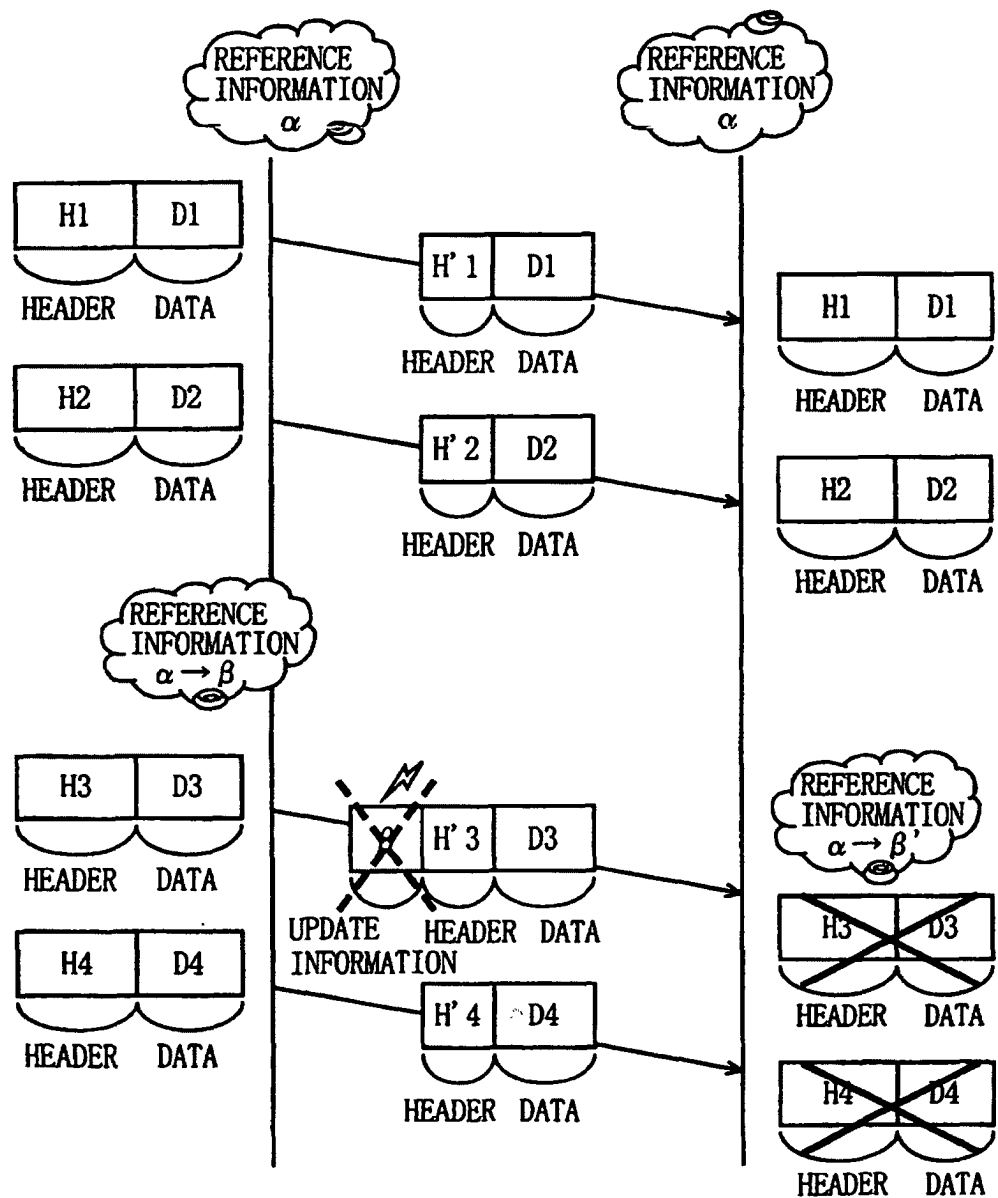 REFERENCE
INFORMATION
α
REFERENCE
INFORMATION
α
H1 D1
HEADER DATA
H'1 D1
HEADER DATA
H1 D1
HEADER DATA
H2 D2
HEADER DATA
H'2 D2
HEADER DATA
H2 D2
HEADER DATA
REFERENCE
INFORMATION
α → β
H3 D3
HEADER DATA
H'3 D3
UPDATE HEADER DATA
INFORMATION
REFERENCE
INFORMATION
α → β'
H3 D3
HEADER DATA
H4 D4
HEADER DATA
H'4 D4
HEADER DATA
H4 D4
HEADER DATA